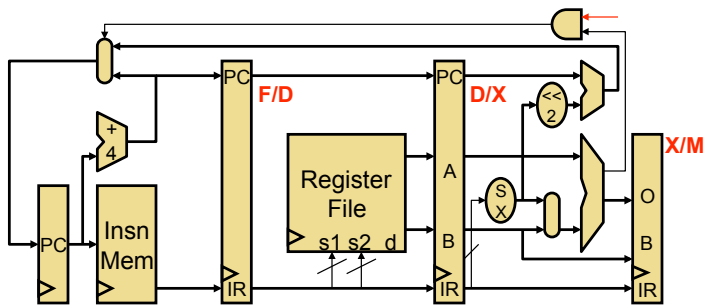 PC
F/D
PC
D/X
<<
2
+
4
X/M
Register
File
A
S
X
PC
Insn
Mem
O
s1 s2 d
B
B
IR
IR
IR